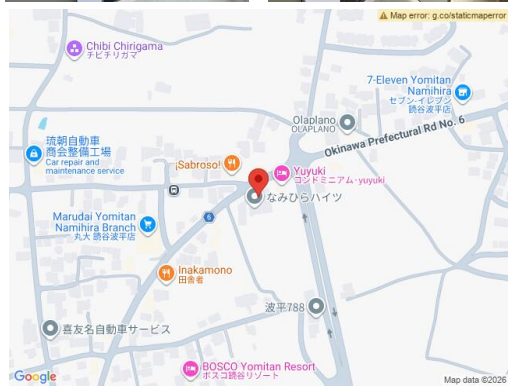 Map error: g.co/staticmaperror
Chibi Chirigama
チビチリガマ
7-Eleven Yomitan
Namihira
セブン-イレブン
読谷波平店
Olaplano
OLAPLANO
Okinawa Prefectural Rd No. 6
琉朝自動車
商会整備工場
Car repair and
maintenance service
¡Sabroso!
Yuyuki
コンドミニアム·yuyuki
なみひらハイツ
Marudai Yomitan
Namihira Branch
丸大 読谷波平店
6
Inakamono
田舎者
波平788
喜友名自動車サービス
BOSCO Yomitan Resort
ボスコ読谷リゾート
Google
Map data ©2026